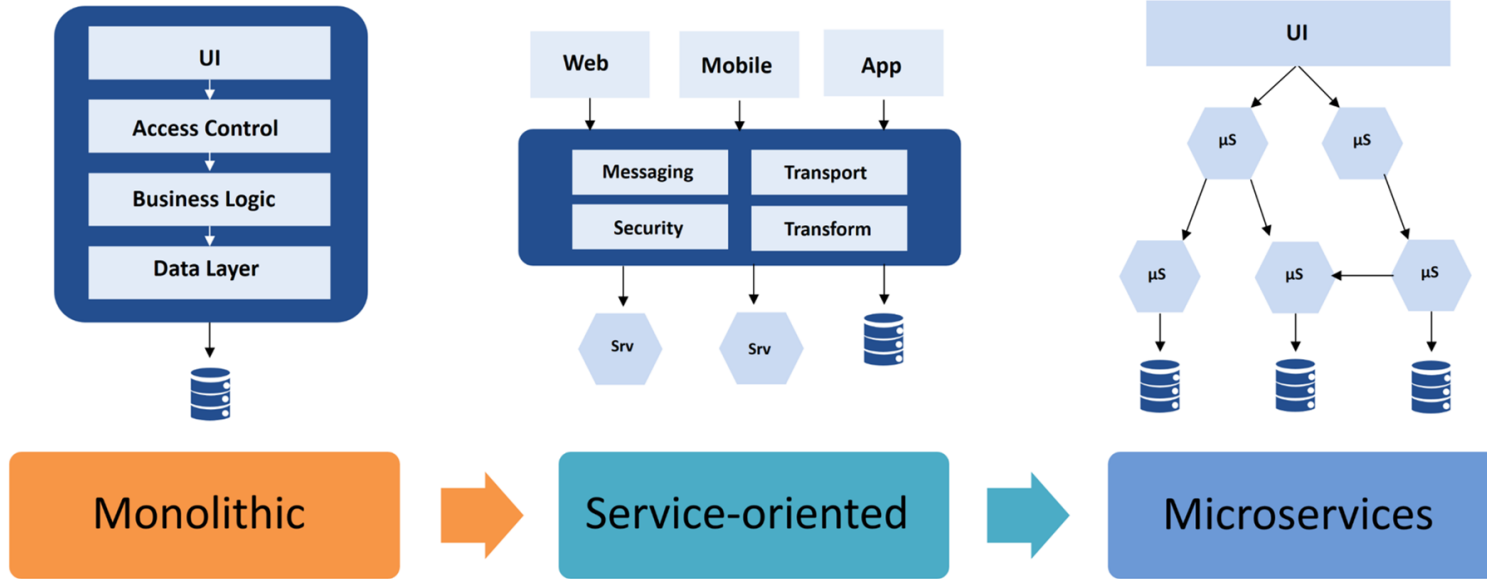 UI
Access Control
Business Logic
Data Layer
Monolithic
Web
Mobile
App
Messaging
Transport
Security
Transform
Srv
Srv
Service-oriented
UI
µS
µS
µS
µS
µS
Microservices